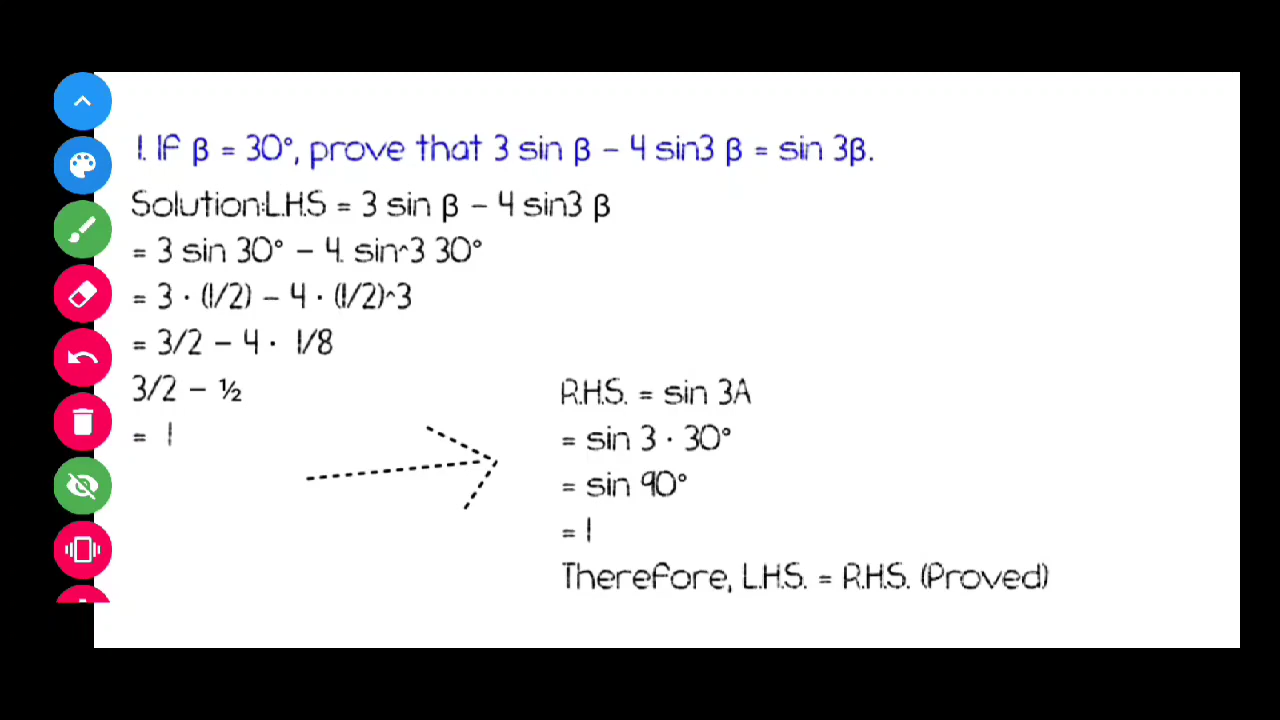 1. If β = 30°, prove that 3 sin β – 4 sin3 β = sin 3β.
Solution:L.H.S = 3 sin β – 4 sin3 β
= 3 sin 30° – 4. sin^3 30°
= 3 ∙ (1/2) – 4 ∙ (1/2)^3
= 3/2 – 4 ∙ 1/8
3/2 – ½
= 1
R.H.S. = sin 3A
= sin 3 ∙ 30°
= sin 90°
= 1
Therefore, L.H.S. = R.H.S. (Proved)